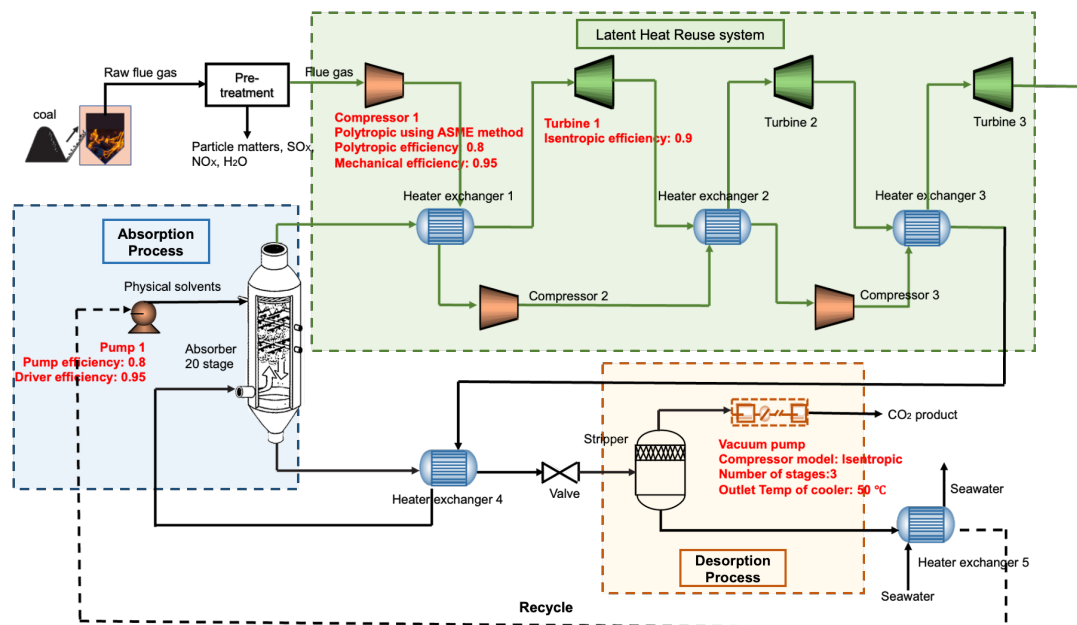 Latent Heat Reuse system
Raw flue gas
Pre-
treatment
Flue gas
coal
Particle matters, SOx,
NOx, H2O
Compressor 1
Polytropic using ASME method
Polytropic efficiency: 0.8
Mechanical efficiency: 0.95
Turbine 1
Isentropic efficiency: 0.9
Turbine 2
Turbine 3
Heater exchanger 1
Heater exchanger 2
Heater exchanger 3
Compressor 2
Compressor 3
Absorption
Process
Physical solvents
Pump 1
Pump efficiency: 0.8
Driver efficiency: 0.95
Absorber
20 stage
Heater exchanger 4
Valve
Stripper
CO2 product
Vacuum pump
Compressor model: Isentropic
Number of stages:3
Outlet Temp of cooler: 50 ℃
Seawater
Heater exchanger 5
Seawater
Desorption
Process
Recycle